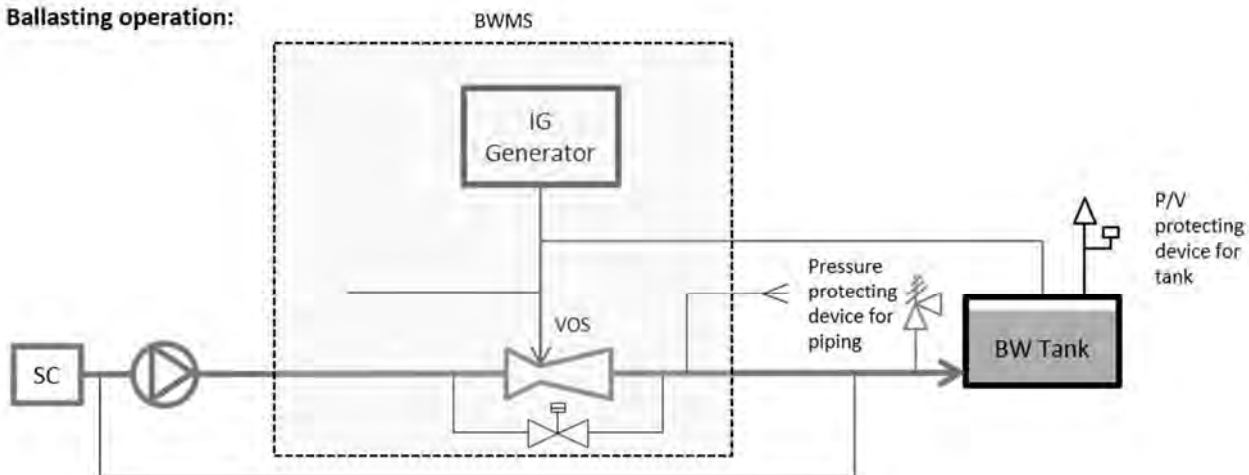 Ballasting operation:
BWMS
IG
Generator
P/V
protecting
device for
tank
Pressure
protecting
device for
piping
VOS
SC
BW Tank